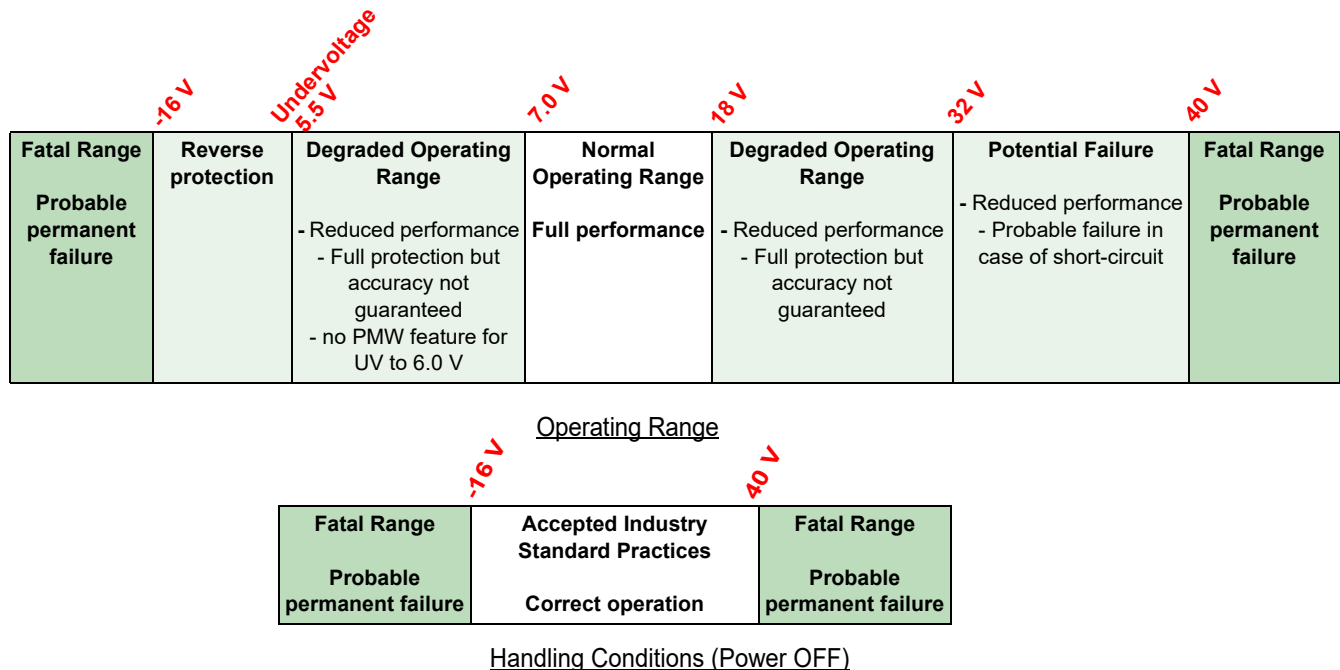 -16 V
Undervoltage
5.5 V
7.0 V
18 V
32 V
40 V
Fatal Range
Probable
permanent
failure
Reverse
protection
Degraded Operating
Range
- Reduced performance
- Full protection but
accuracy not
guaranteed
- no PMW feature for
UV to 6.0 V
Normal
Operating Range
Full performance
Degraded Operating
Range
- Reduced performance
- Full protection but
accuracy not
guaranteed
Potential Failure
- Reduced performance
- Probable failure in
case of short-circuit
Fatal Range
Probable
permanent
failure
Operating Range
-16 V
40 V
Fatal Range
Probable
permanent failure
Accepted Industry
Standard Practices
Correct operation
Fatal Range
Probable
permanent failure
Handling Conditions (Power OFF)